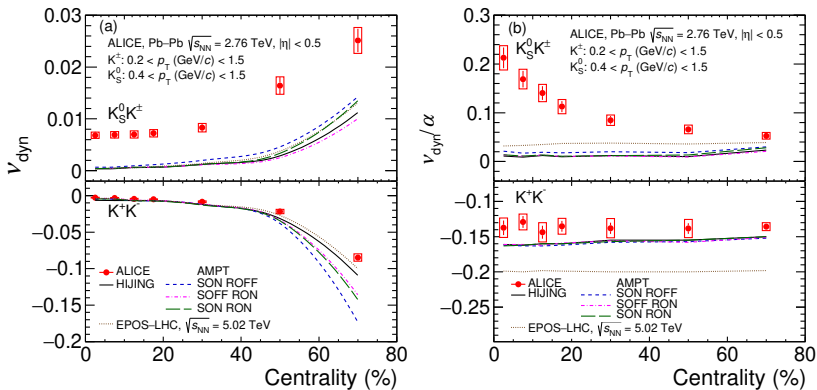 (a)
ALICE, Pb–Pb √sNN = 2.76 TeV, |η| < 0.5
K±: 0.2 < pT (GeV/c) < 1.5
K0S: 0.4 < pT (GeV/c) < 1.5
K0SK±
0.03
0.02
0.01
0
νdyn
K+K-
0
−0.05
−0.1
−0.15
−0.2
ALICE
HIJING
AMPT
SON ROFF
SOFF RON
SON RON
EPOS–LHC, √sNN = 5.02 TeV
0 20 40 60 80
Centrality (%)
(b)
ALICE, Pb–Pb √sNN = 2.76 TeV, |η| < 0.5
K0SK±
K±: 0.2 < pT (GeV/c) < 1.5
K0S: 0.4 < pT (GeV/c) < 1.5
0.3
0.2
0.1
0
νdyn/α
K+K-
−0.1
−0.15
−0.2
−0.25
ALICE
HIJING
AMPT
SON ROFF
SOFF RON
SON RON
EPOS–LHC, √sNN = 5.02 TeV
0 20 40 60 80
Centrality (%)